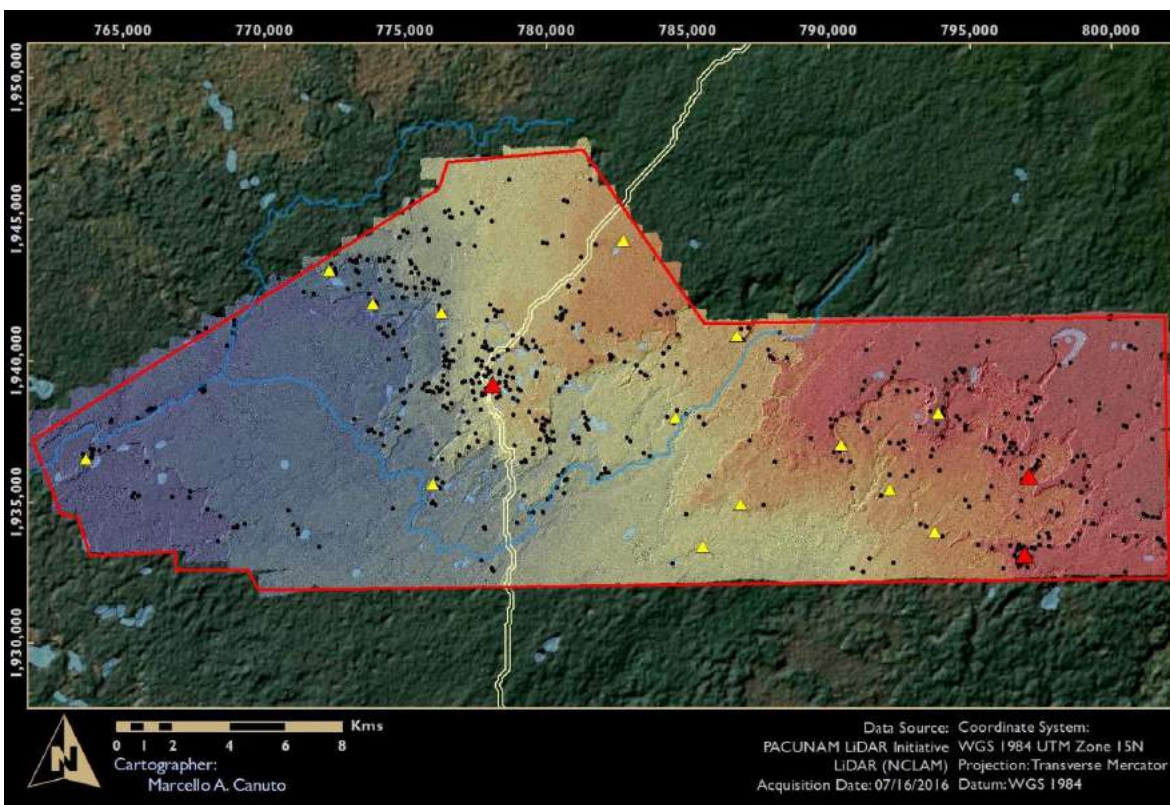 765,000 770,000 775,000 780,000 785,000 790,000 795,000 800,000
1,950,000
1,945,000
1,940,000
1,935,000
1,930,000
N
0 1 2 4 6 8 Kms
Cartographer:
Marcello A. Canuto
Data Source: Coordinate System:
PACUNAM LiDAR Initiative WGS 1984 UTM Zone 15N
LiDAR (NCLAM) Projection:Transverse Mercator
Acquisition Date: 07/16/2016 Datum:WGS 1984